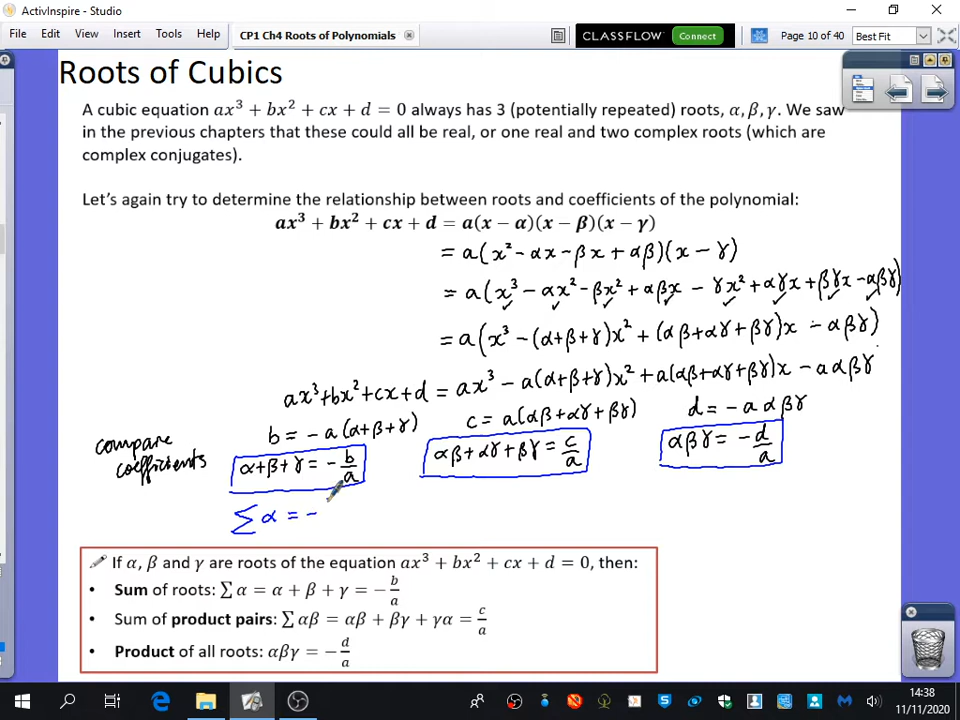 ActivInspire - Studio
File Edit View Insert Tools Help CP1 Ch4 Roots of Polynomials CLASSFLOW Connect Page 10 of 40 Best Fit
Roots of Cubics
A cubic equation ax³ + bx² + cx + d = 0 always has 3 (potentially repeated) roots, α, β, γ. We saw
in the previous chapters that these could all be real, or one real and two complex roots (which are
complex conjugates).
Let's again try to determine the relationship between roots and coefficients of the polynomial:
ax³ + bx² + cx + d = a(x − α)(x − β)(x − γ)
= a(x² − αx − βx + αβ)(x − γ)
= a(x³ − αx² − βx² + αβx − γx² + αγx + βγx − αβγ)
= a(x³ − (α+β+γ)x² + (αβ+αγ+βγ)x − αβγ)
ax³+bx²+cx+d = ax³ − a(α+β+γ)x² + a(αβ+αγ+βγ)x − aαβγ
compare coefficients
b = −a(α+β+γ) c = a(αβ+αγ+βγ) d = −aαβγ
α+β+γ = −b/a αβ+αγ+βγ = c/a αβγ = −d/a
∑α = −
If α, β and γ are roots of the equation ax³ + bx² + cx + d = 0, then:
• Sum of roots: ∑ α = α + β + γ = −b/a
• Sum of product pairs: ∑ αβ = αβ + βγ + γα = c/a
• Product of all roots: αβγ = −d/a
14:38
11/11/2020